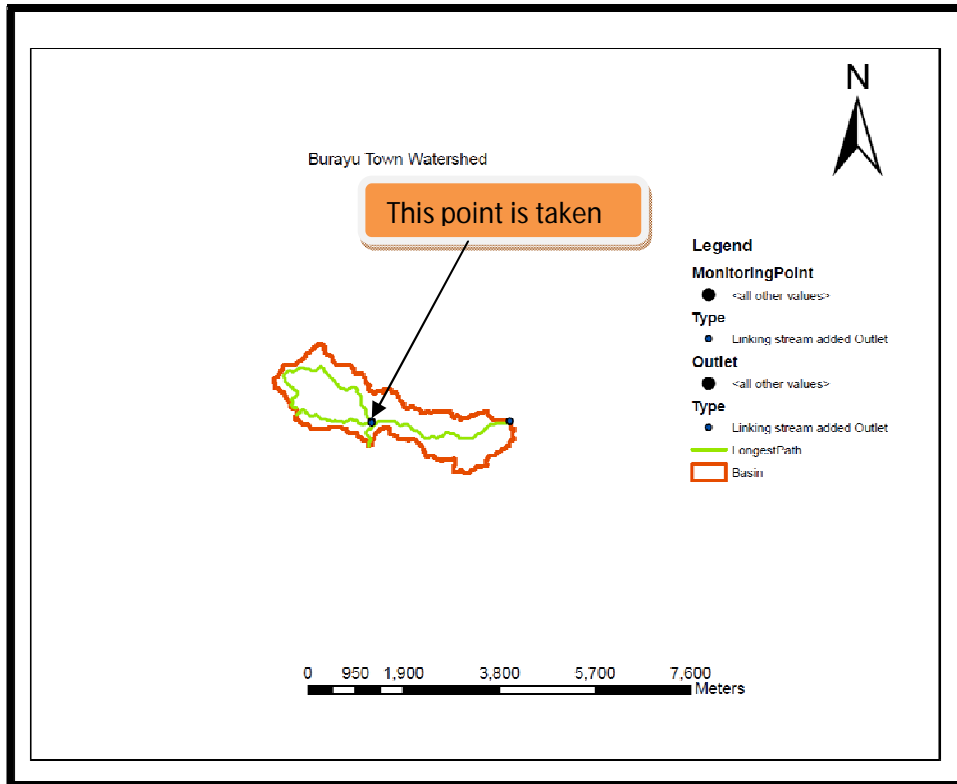 N
Burayu Town Watershed
This point is taken
Legend
MonitoringPoint
<all other values>
Type
Linking stream added Outlet
Outlet
<all other values>
Type
Linking stream added Outlet
LongestPath
Basin
0 950 1,900 3,800 5,700 7,600
Meters